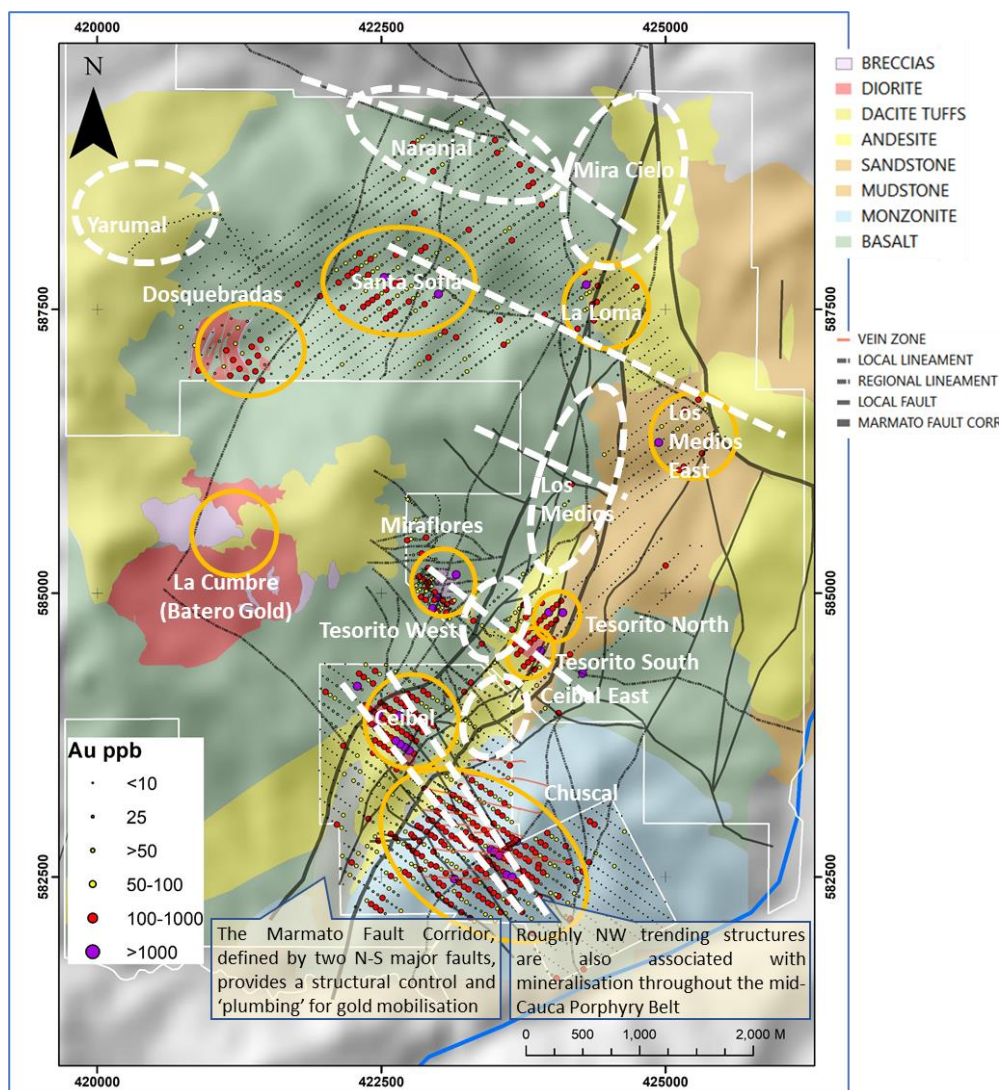 420000
422500
425000
N
BRECCIAS
DIORITE
DACITE TUFFS
ANDESITE
SANDSTONE
MUDSTONE
MONZONITE
BASALT
Naranjal
Mira Cielo
Yarumal
Santa Sofia
Dosquebradas
La Loma
5875000
5875000
VEIN ZONE
LOCAL LINEAMENT
REGIONAL LINEAMENT
LOCAL FAULT
MARMATO FAULT CORR
Los
Medios
East
Los
Medios
Miraflores
La Cumbre
(Batero Gold)
Tesorito West
Tesorito North
Tesorito South
Ceibal East
Ceibal
Chuscal
585000
585000
582500
582500
Au ppb
<10
25
>50
50-100
100-1000
>1000
The Marmato Fault Corridor,
defined by two N-S major faults,
provides a structural control and
‘plumbing’ for gold mobilisation
Roughly NW trending structures
are also associated with
mineralisation throughout the mid-
Cauca Porphyry Belt
0 500 1,000 2,000 M
420000
422500
425000